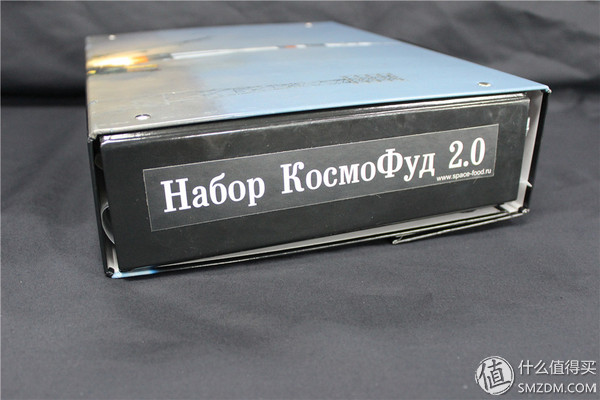 Набор КосмоФуд 2.0
www.space-food.ru
值 什么值得买
SMZDM.COM